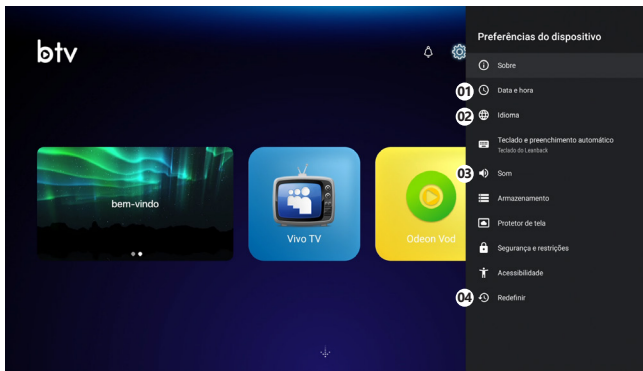 btv
bem-vindo
Vivo TV
Odeon Vod
Preferências do dispositivo
Sobre
01 Data e hora
02 Idioma
Teclado e preenchimento automático
Teclado do Leanback
03 Som
Armazenamento
Protetor de tela
Segurança e restrições
Acessibilidade
04 Redefinir